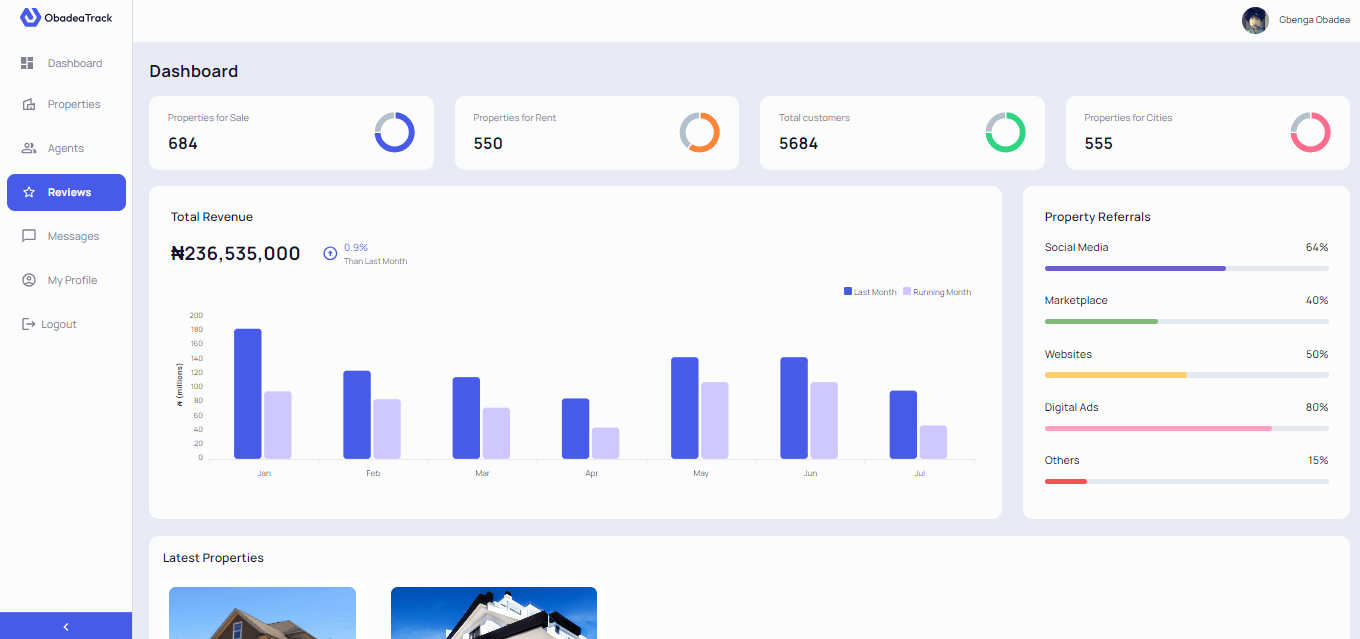 ObadeaTrack
Gbenga Obadea
Dashboard
Properties
Agents
Reviews
Messages
My Profile
Logout
Dashboard
Properties for Sale
684
Properties for Rent
550
Total customers
5684
Properties for Cities
555
Total Revenue
₦236,535,000
0.9%
Than Last Month
Last Month Running Month
₦ (millions)
200
180
160
140
120
100
80
60
40
20
0
Jan Feb Mar Apr May Jun Jul
Property Referrals
Social Media 64%
Marketplace 40%
Websites 50%
Digital Ads 80%
Others 15%
Latest Properties